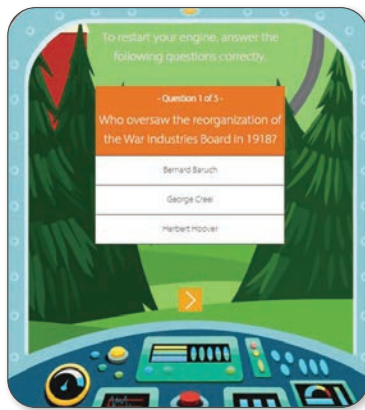 To restart your engine, answer the
following questions correctly.
- Question 1 of 5 -
Who oversaw the reorganization of
the War Industries Board in 1918?
Bernard Baruch
George Creel
Herbert Hoover